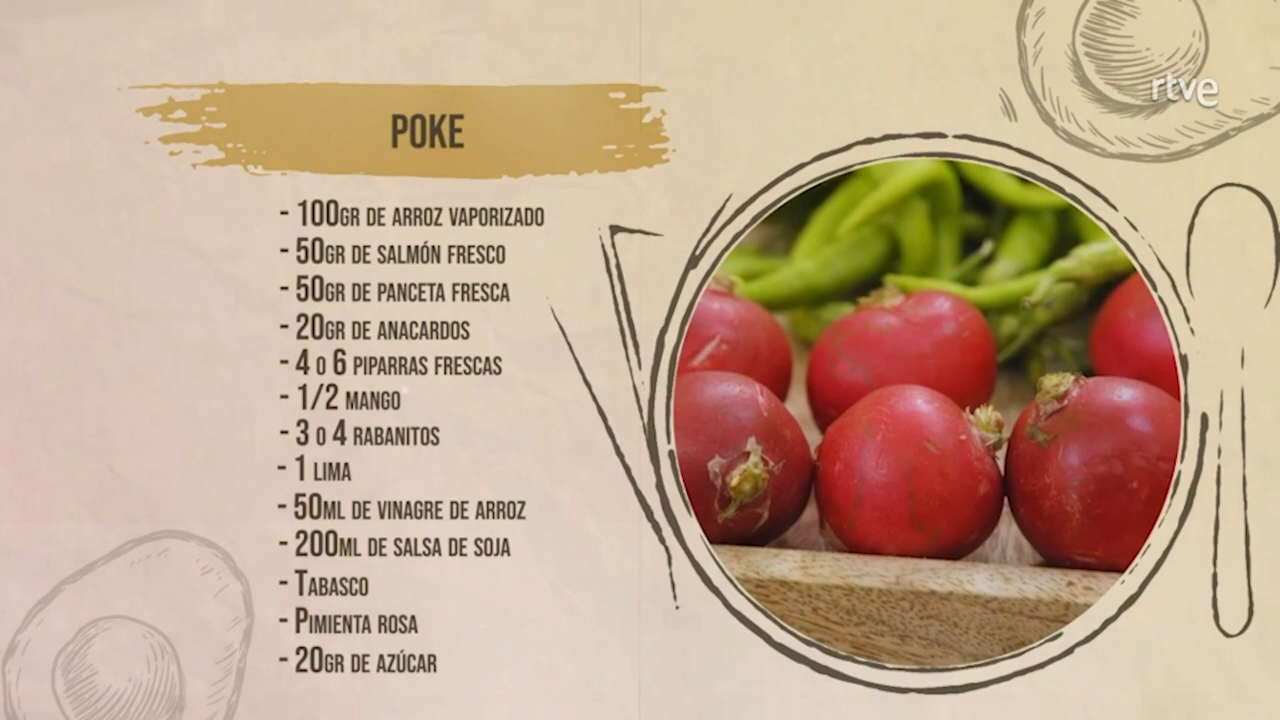 rtve
POKE
- 100GR DE ARROZ VAPORIZADO
- 50GR DE SALMÓN FRESCO
- 50GR DE PANCETA FRESCA
- 20GR DE ANACARDOS
- 4 O 6 PIPARRAS FRESCAS
- 1/2 MANGO
- 3 O 4 RABANITOS
- 1 LIMA
- 50ML DE VINAGRE DE ARROZ
- 200ML DE SALSA DE SOJA
- TABASCO
- PIMIENTA ROSA
- 20GR DE AZÚCAR